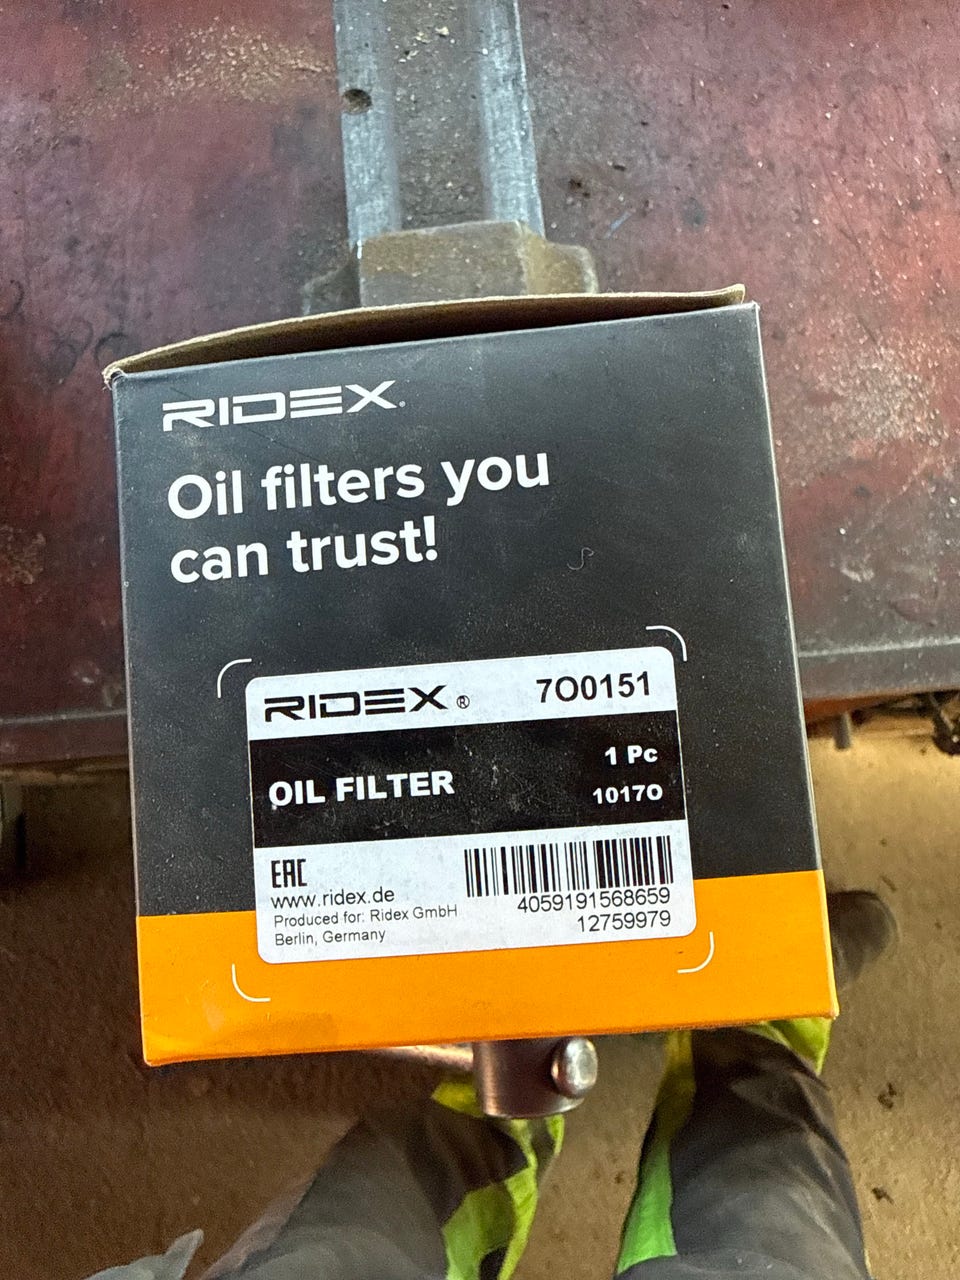 RIDEX®
Oil filters you
can trust!
RIDEX® 7O0151
OIL FILTER
1 Pc
1017O
EAC
www.ridex.de
Produced for: Ridex GmbH
Berlin, Germany
4059191568659
12759979